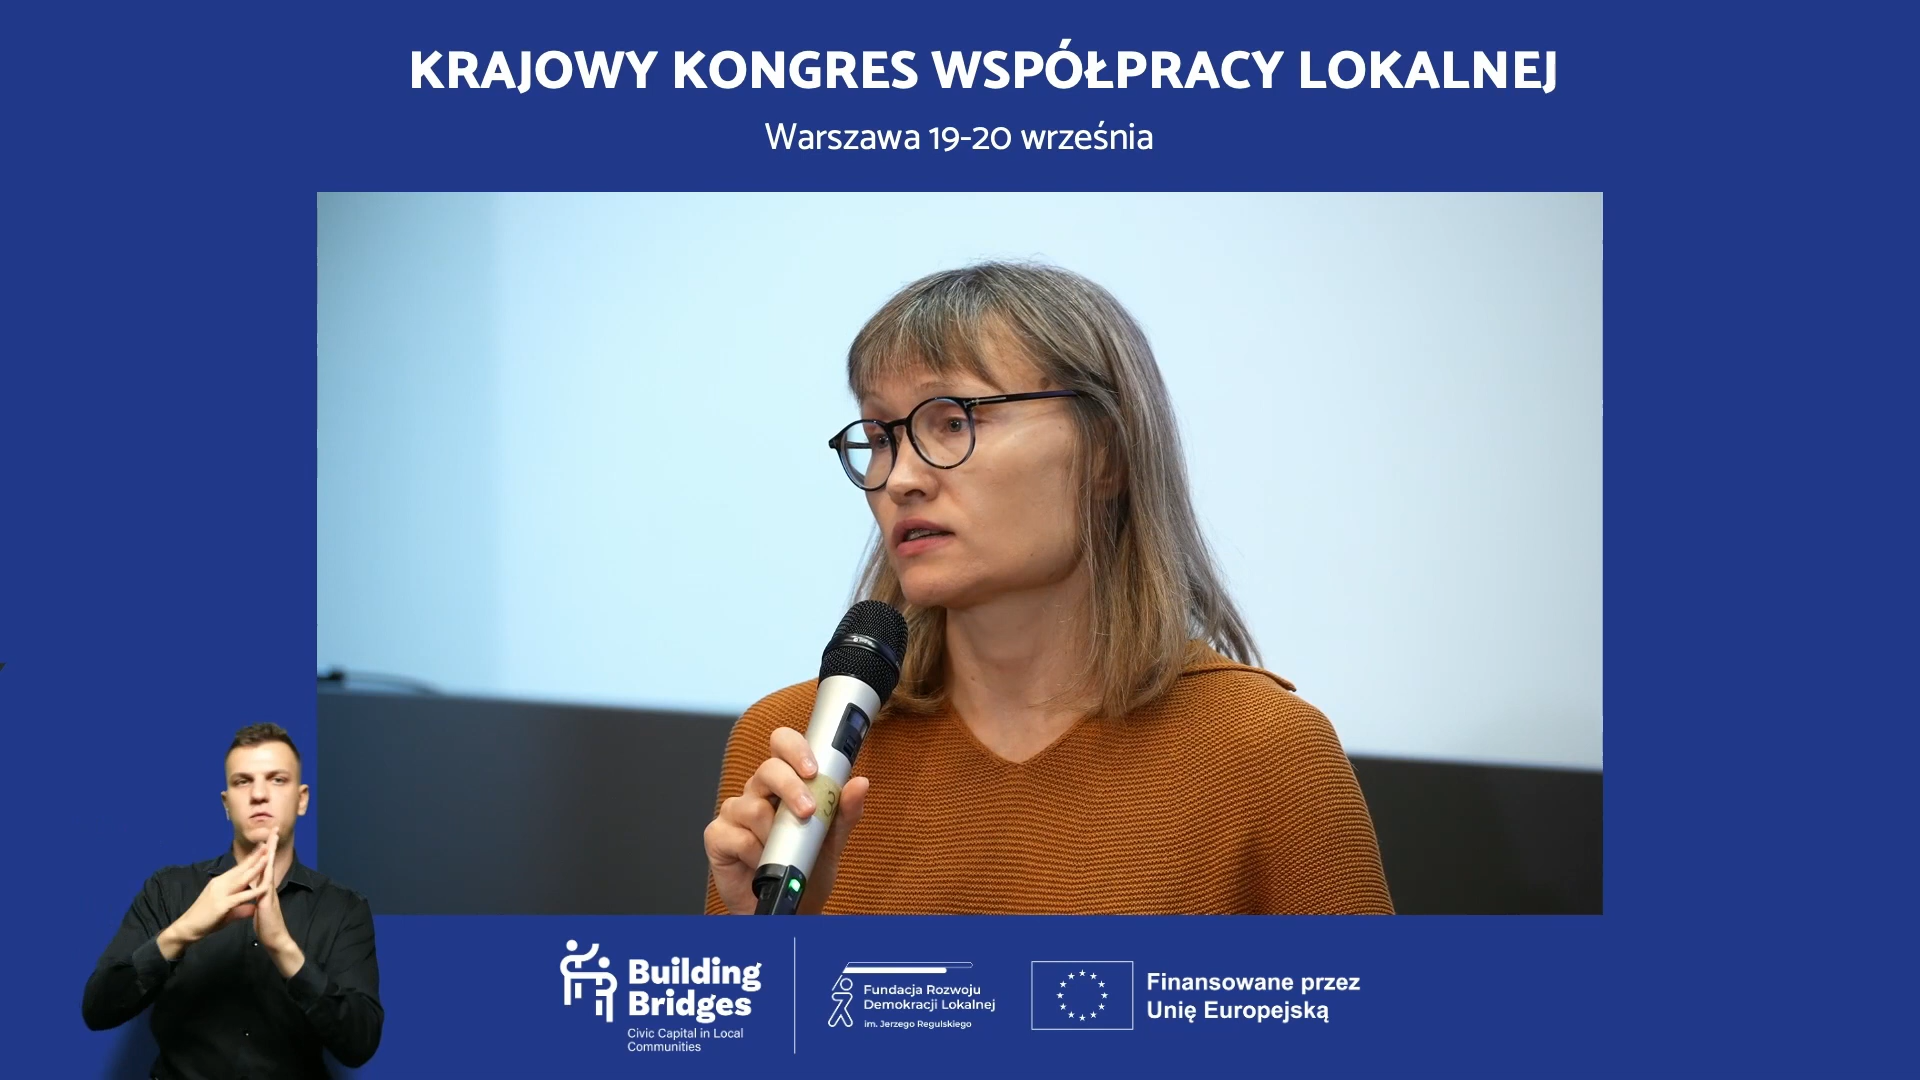 KRAJOWY KONGRES WSPÓŁPRACY LOKALNEJ
Warszawa 19-20 września
3
Building
Bridges
Civic Capital in Local
Communities
Fundacja Rozwoju
Demokracji Lokalnej
im. Jerzego Regulskiego
Finansowane przez
Unię Europejską